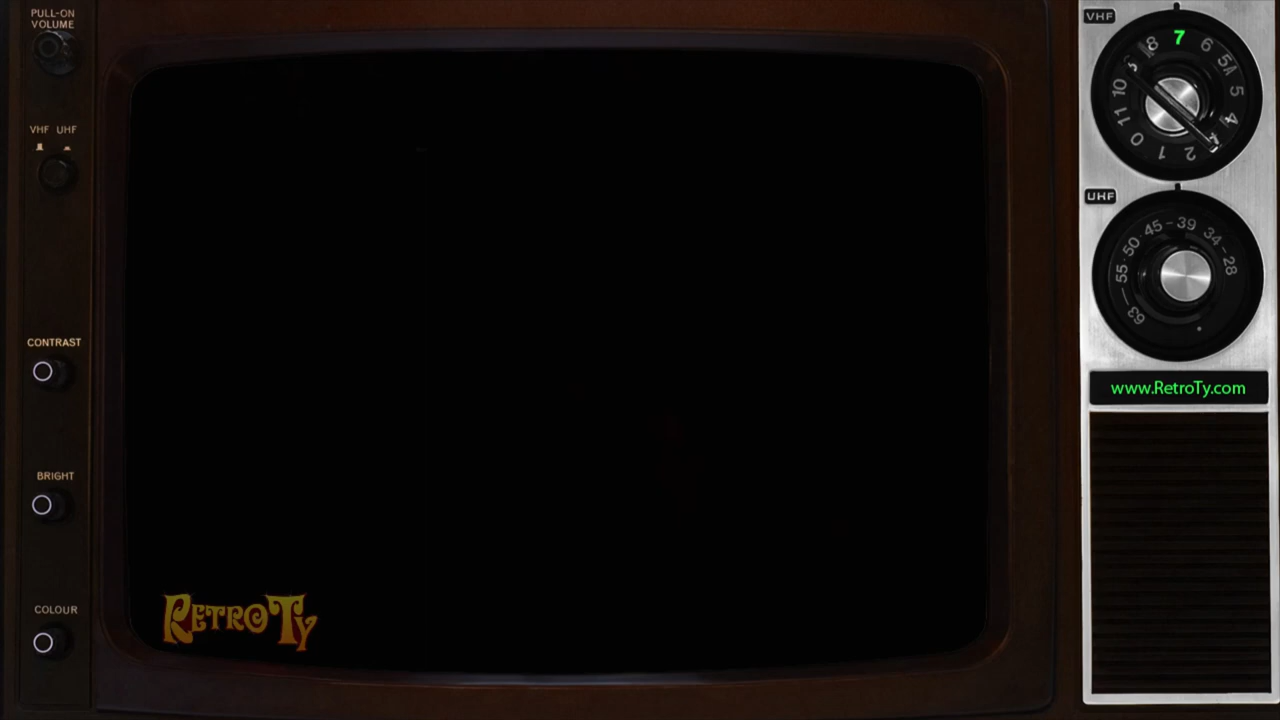 PULL-ON
VOLUME
VHF UHF
CONTRAST
BRIGHT
COLOUR
RETROTY
VHF
7
6
5A
5
4
2
1
0
11
10
8
UHF
63 — 55 · 50 · 45 - 39 34 - 28
www.RetroTy.com